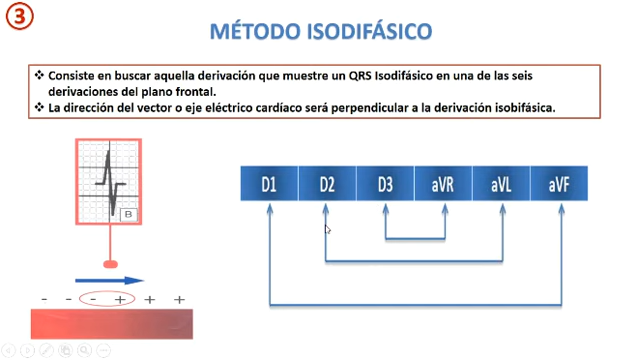 3
MÉTODO ISODIFÁSICO
❖ Consiste en buscar aquella derivación que muestre un QRS Isodifásico en una de las seis
derivaciones del plano frontal.
❖ La dirección del vector o eje eléctrico cardíaco será perpendicular a la derivación isobifásica.
B
D1 D2 D3 aVR aVL aVF
- - - + + +